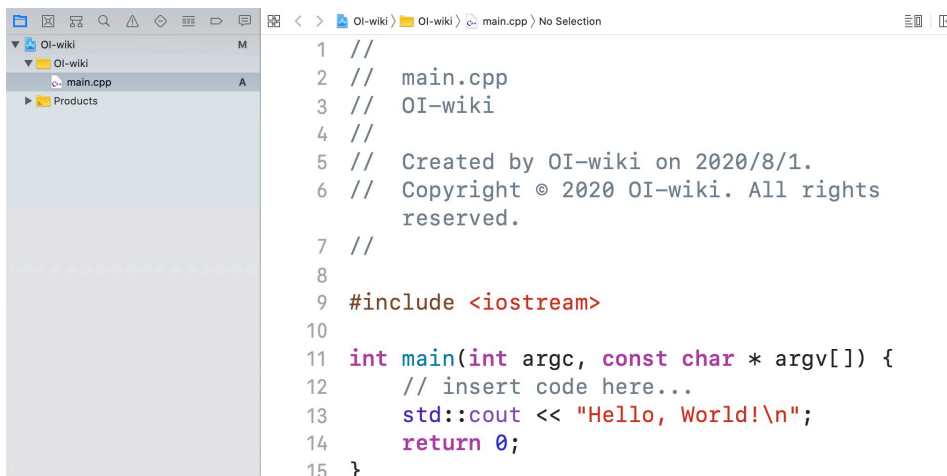 OI-wiki 〉 OI-wiki 〉 main.cpp 〉 No Selection
OI-wiki M
OI-wiki
main.cpp A
Products
1 //
2 // main.cpp
3 // OI-wiki
4 //
5 // Created by OI-wiki on 2020/8/1.
6 // Copyright © 2020 OI-wiki. All rights
reserved.
7 //
8
9 #include <iostream>
10
11 int main(int argc, const char * argv[]) {
12 // insert code here...
13 std::cout << "Hello, World!\n";
14 return 0;
15 }